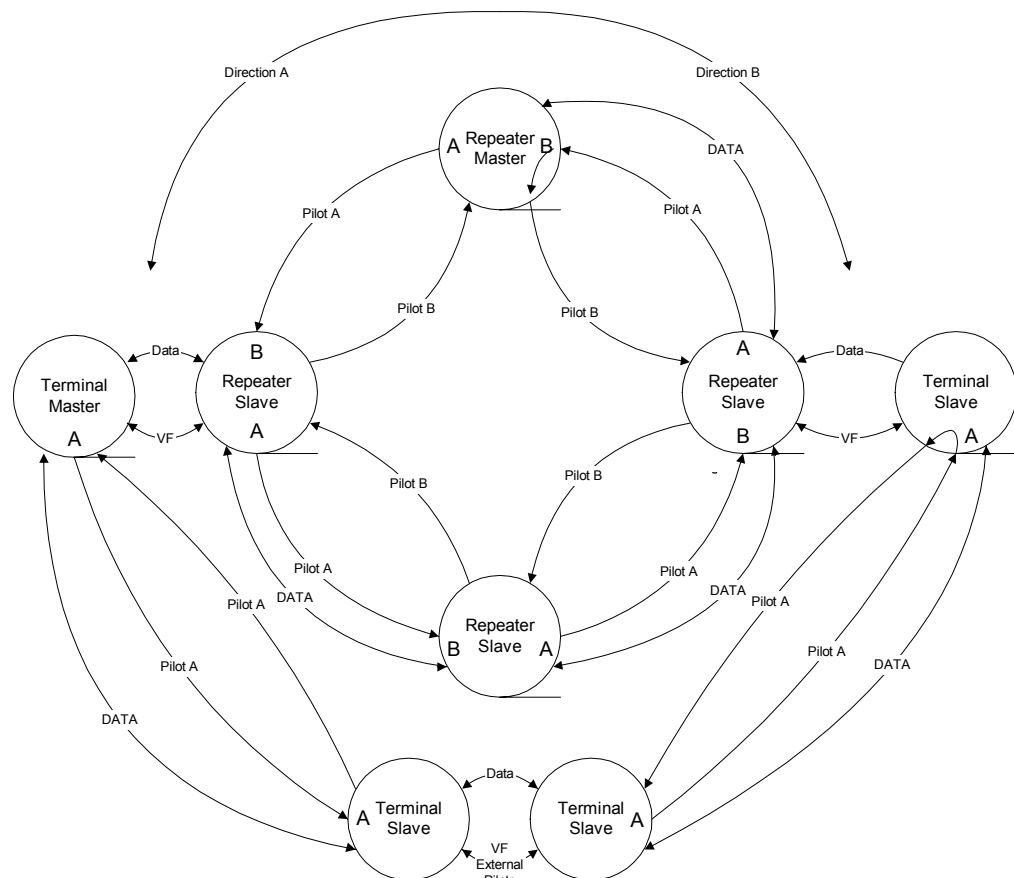 Direction A
Direction B
A
Repeater
Master
B
DATA
Pilot A
Pilot A
Pilot B
Pilot B
Data
B
Repeater
Slave
A
A
Repeater
Slave
B
Data
Terminal
Master
A
VF
VF
Terminal
Slave
A
Pilot B
Pilot B
Pilot A
DATA
Pilot A
DATA
Repeater
Slave
B
A
Pilot A
Pilot A
Pilot A
Pilot A
DATA
DATA
Data
A
Terminal
Slave
Terminal
Slave
A
VF
External